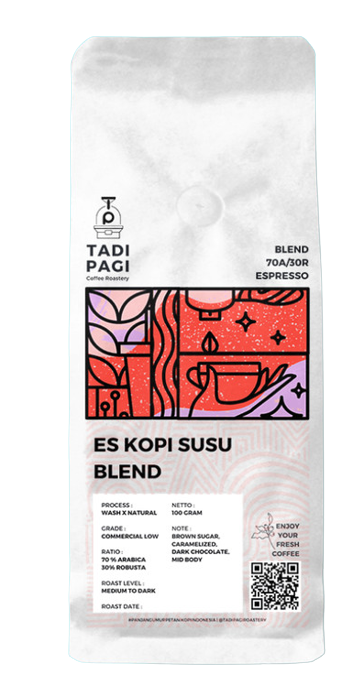 TP
TADI
PAGI
Coffee Roastery
BLEND
70A/30R
ESPRESSO
ES KOPI SUSU
BLEND
PROCESS :
WASH X NATURAL
GRADE :
COMMERCIAL LOW
RATIO :
70 % ARABICA
30% ROBUSTA
ROAST LEVEL :
MEDIUM TO DARK
ROAST DATE :
NETTO :
100 GRAM
NOTE :
BROWN SUGAR,
CARAMELIZED,
DARK CHOCOLATE,
MID BODY
ENJOY
YOUR
FRESH
COFFEE